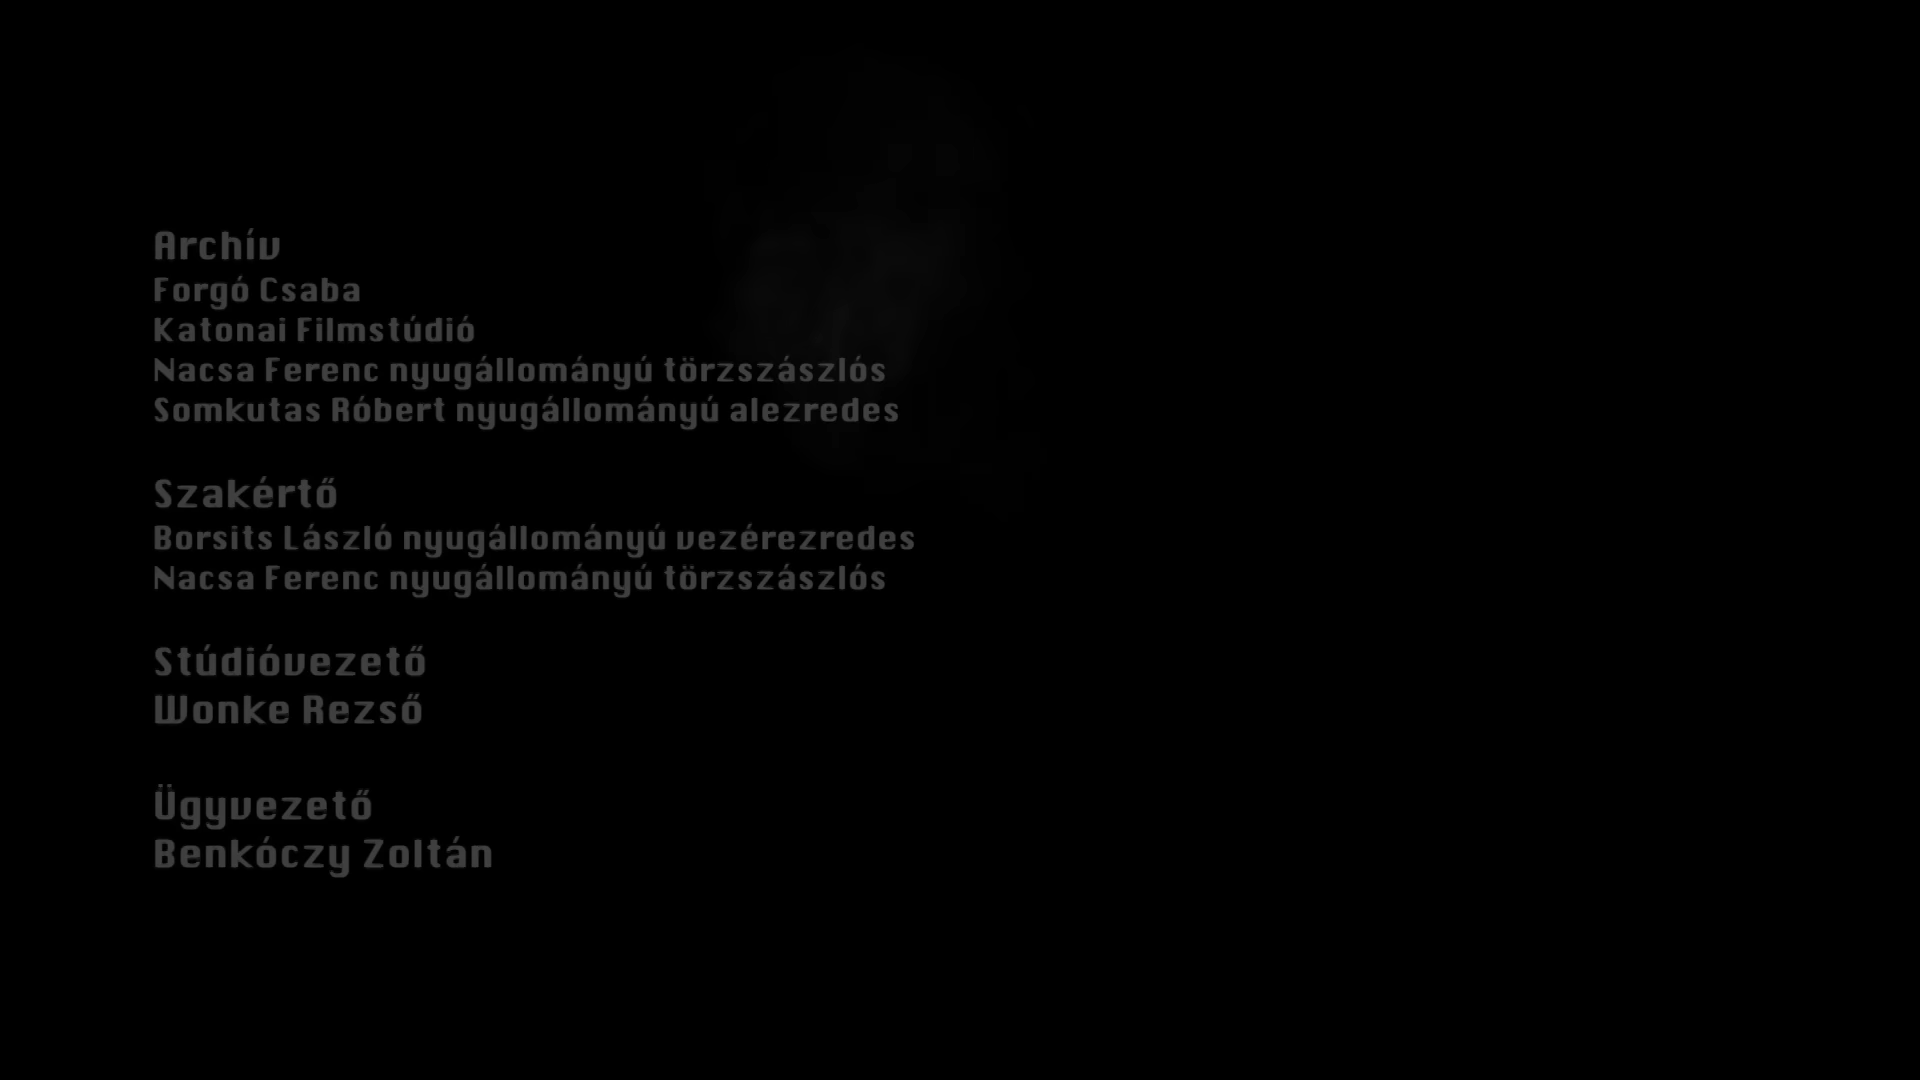 Archív
Forgó Csaba
Katonai Filmstúdió
Nacsa Ferenc nyugállományú törzszászlós
Somkutas Róbert nyugállományú alezredes
Szakértő
Borsits László nyugállományú vezérezredes
Nacsa Ferenc nyugállományú törzszászlós
Stúdióvezető
Wonke Rezső
Ügyvezető
Benkóczy Zoltán